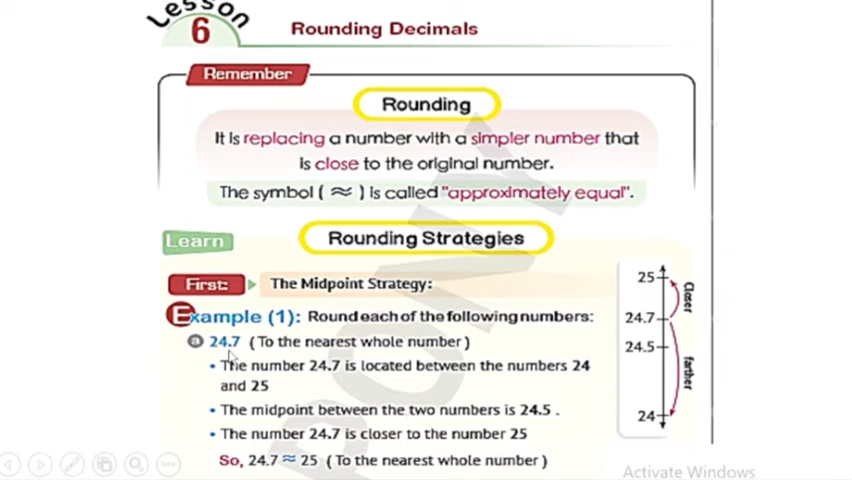 Lesson
6
Rounding Decimals
Remember
Rounding
It is replacing a number with a simpler number that
is close to the original number.
The symbol ( ≈ ) is called "approximately equal".
Learn
Rounding Strategies
First:
The Midpoint Strategy:
Example (1): Round each of the following numbers:
a 24.7 ( To the nearest whole number )
• The number 24.7 is located between the numbers 24
and 25
• The midpoint between the two numbers is 24.5 .
• The number 24.7 is closer to the number 25
So, 24.7 ≈ 25 ( To the nearest whole number )
25
24.7
24.5
24
Closer
farther
PONY
Activate Windows